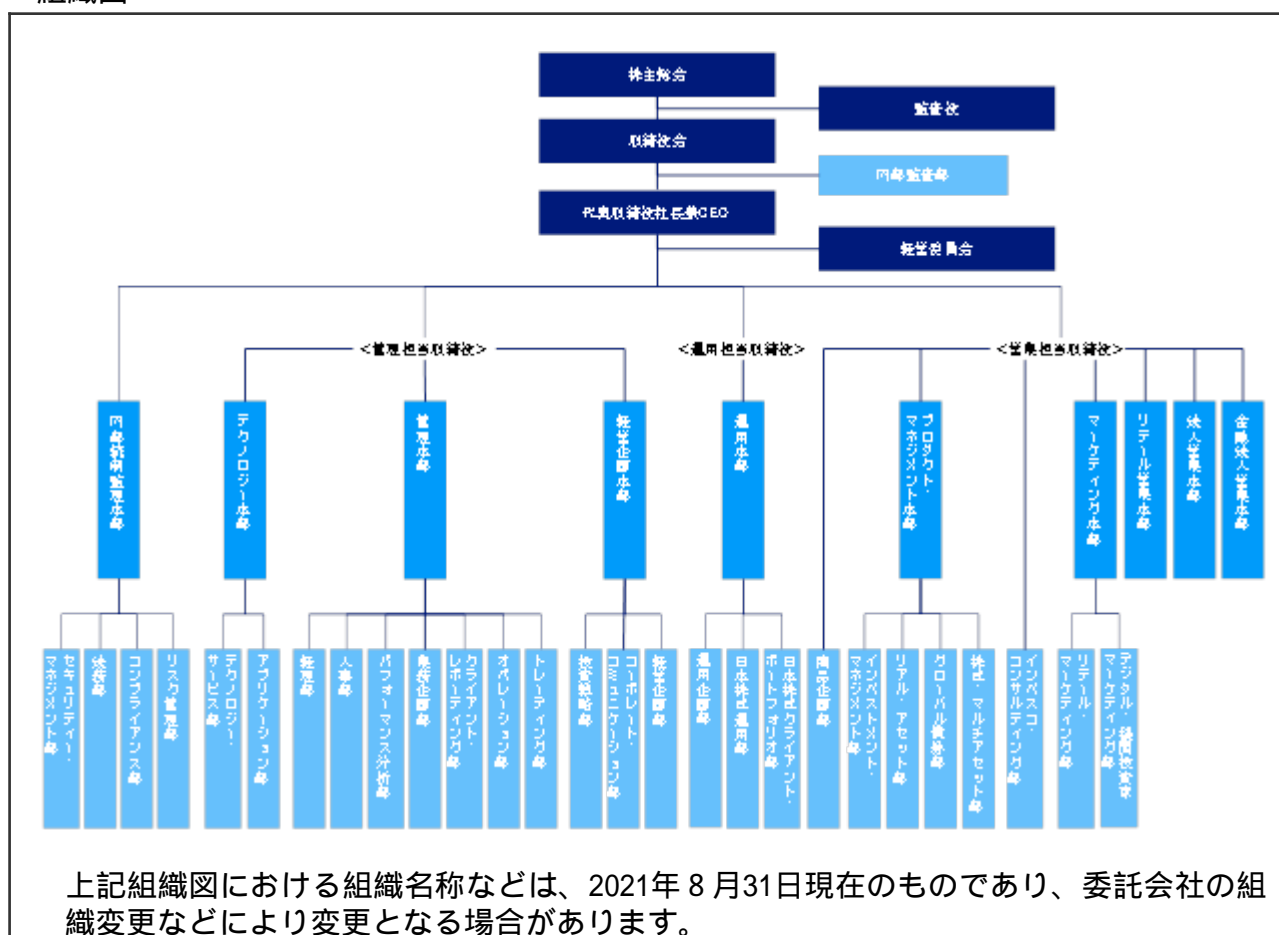 組織図
株主総会
監査役
取締役会
内部監査部
代表取締役社長兼CEO
経営委員会
<管理担当取締役>
<運用担当取締役>
<営業担当取締役>
内部統制監理本部
テクノロジー本部
管理本部
経営企画本部
運用本部
プロダクト・
マネジメント本部
マーケティング本部
リテール営業本部
法人営業本部
金融法人営業本部
セキュリティー・
マネジメント部
法務部
コンプライアンス部
リスク管理部
テクノロジー・
サービス部
アプリケーション部
経理部
人事部
パフォーマンス分析部
業務企画部
クライアント・
レポーティング部
オペレーション部
トレーディング部
投資戦略部
コーポレート・
コミュニケーション部
経営企画部
運用企画部
日本株式運用部
日本株式クライアント・
ポートフォリオ部
商品企画部
インベストメント・
マネジメント部
リアル・アセット部
グローバル債券部
株式・マルチアセット部
インベスコ・
コンサルティング部
リテール・
マーケティング部
デジタル・機関投資家
マーケティング部
上記組織図における組織名称などは、2021年8月31日現在のものであり、委託会社の組
織変更などにより変更となる場合があります。